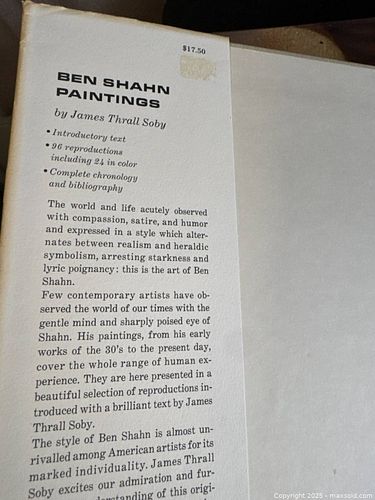 $17.50
BEN SHAHN
PAINTINGS
by James Thrall Soby
• Introductory text
• 96 reproductions
including 24 in color
• Complete chronology
and bibliography
The world and life acutely observed
with compassion, satire, and humor
and expressed in a style which alter-
nates between realism and heraldic
symbolism, arresting starkness and
lyric poignancy: this is the art of Ben
Shahn.
Few contemporary artists have ob-
served the world of our times with the
gentle mind and sharply poised eye of
Shahn. His paintings, from his early
works of the 30's to the present day,
cover the whole range of human ex-
perience. They are here presented in a
beautiful selection of reproductions in-
troduced with a brilliant text by James
Thrall Soby.
The style of Ben Shahn is almost un-
rivalled among American artists for its
marked individuality. James Thrall
Soby excites our admiration and fur-
of this origi-
Copyright 2025 - maxsold.com